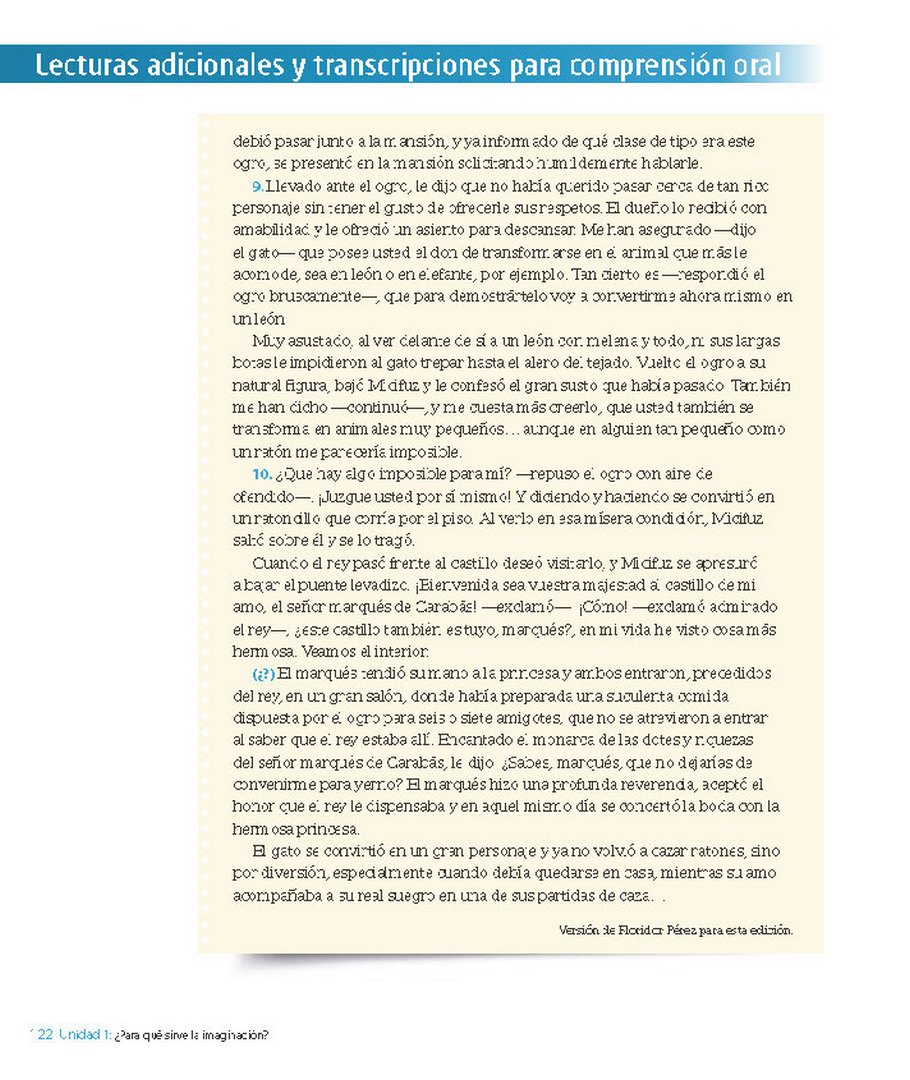 Lecturas adicionales y transcripciones para comprensión oral
debió pasar junto a la mansión, y ya informado de qué clase de tipo era este
ogro, se presentó en la mansión solicitando humildemente hablarle.
9. Llevado ante el ogro, le dijo que no había querido pasar cerca de tan rico
personaje sin tener el gusto de ofrecerle sus respetos. El dueño lo recibió con
amabilidad y le ofreció un asiento para descansar. Me han asegurado —dijo
el gato— que posee usted el don de transformarse en el animal que más le
acomode, sea en león o en elefante, por ejemplo. Tan cierto es —respondió el
ogro bruscamente—, que para demostrártelo voy a convertirme ahora mismo en
un león.
Muy asustado, al ver delante de sí a un león con melena y todo, ni sus largas
botas le impidieron al gato trepar hasta el alero del tejado. Vuelto el ogro a su
natural figura, bajó Micifuz y le confesó el gran susto que había pasado. También
me han dicho —continuó—, y me cuesta más creerlo, que usted también se
transforma en animales muy pequeños… aunque en alguien tan pequeño como
un ratón me parecería imposible.
10. ¿Que hay algo imposible para mí? —repuso el ogro con aire de
ofendido—. ¡Juzgue usted por sí mismo! Y diciendo y haciendo se convirtió en
un ratoncillo que corría por el piso. Al verlo en esa mísera condición, Micifuz
saltó sobre él y se lo tragó.
Cuando el rey pasó frente al castillo deseó visitarlo, y Micifuz se apresuró
a bajar el puente levadizo. ¡Bienvenida sea vuestra majestad al castillo de mi
amo, el señor marqués de Carabás! —exclamó—. ¡Cómo! —exclamó admirado
el rey—, ¿este castillo también es tuyo, marqués?, en mi vida he visto cosa más
hermosa. Veamos el interior.
(¿?) El marqués tendió su mano a la princesa y ambos entraron, precedidos
del rey, en un gran salón, donde había preparada una suculenta comida
dispuesta por el ogro para seis o siete amigotes, que no se atrevieron a entrar
al saber que el rey estaba allí. Encantado el monarca de las dotes y riquezas
del señor marqués de Carabás, le dijo: ¿Sabes, marqués, que no dejarías de
convenirme para yerno? El marqués hizo una profunda reverencia, aceptó el
honor que el rey le dispensaba y en aquel mismo día se concertó la boda con la
hermosa princesa.
El gato se convirtió en un gran personaje y ya no volvió a cazar ratones, sino
por diversión, especialmente cuando debía quedarse en casa, mientras su amo
acompañaba a su real suegro en una de sus partidas de caza…
Versión de Floridor Pérez para esta edición.
122 Unidad 1: ¿Para qué sirve la imaginación?